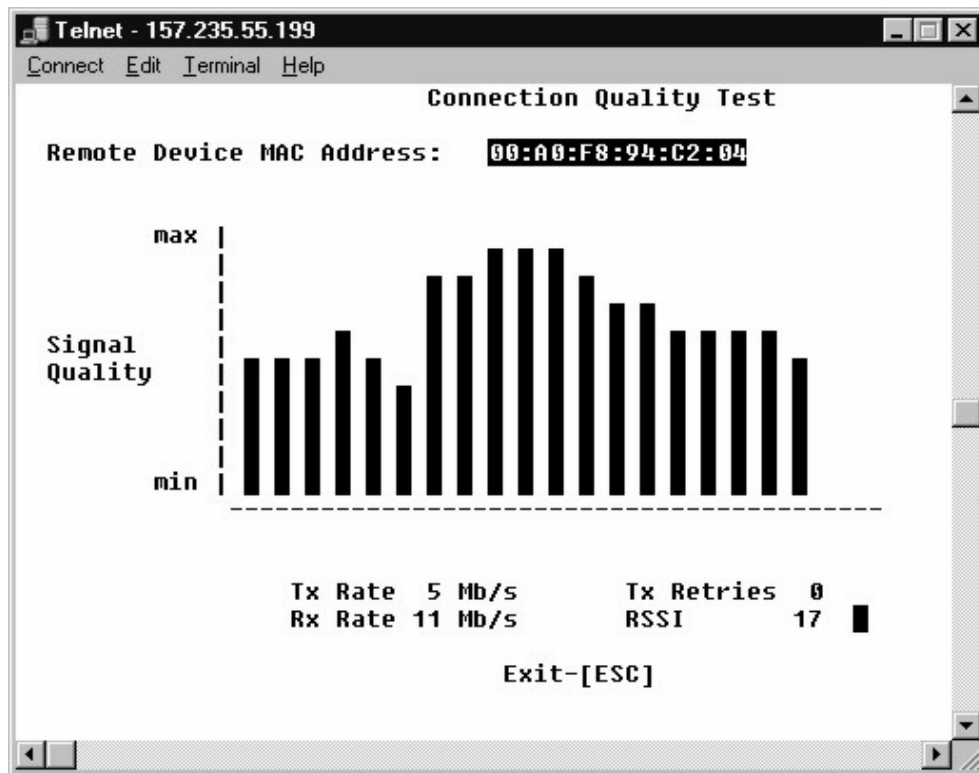 Telnet - 157.235.55.199
Connect Edit Terminal Help
Connection Quality Test
Remote Device MAC Address: 00:A0:F8:94:C2:04
max
Signal
Quality
min
Tx Rate 5 Mb/s Tx Retries 0
Rx Rate 11 Mb/s RSSI 17
Exit-[ESC]